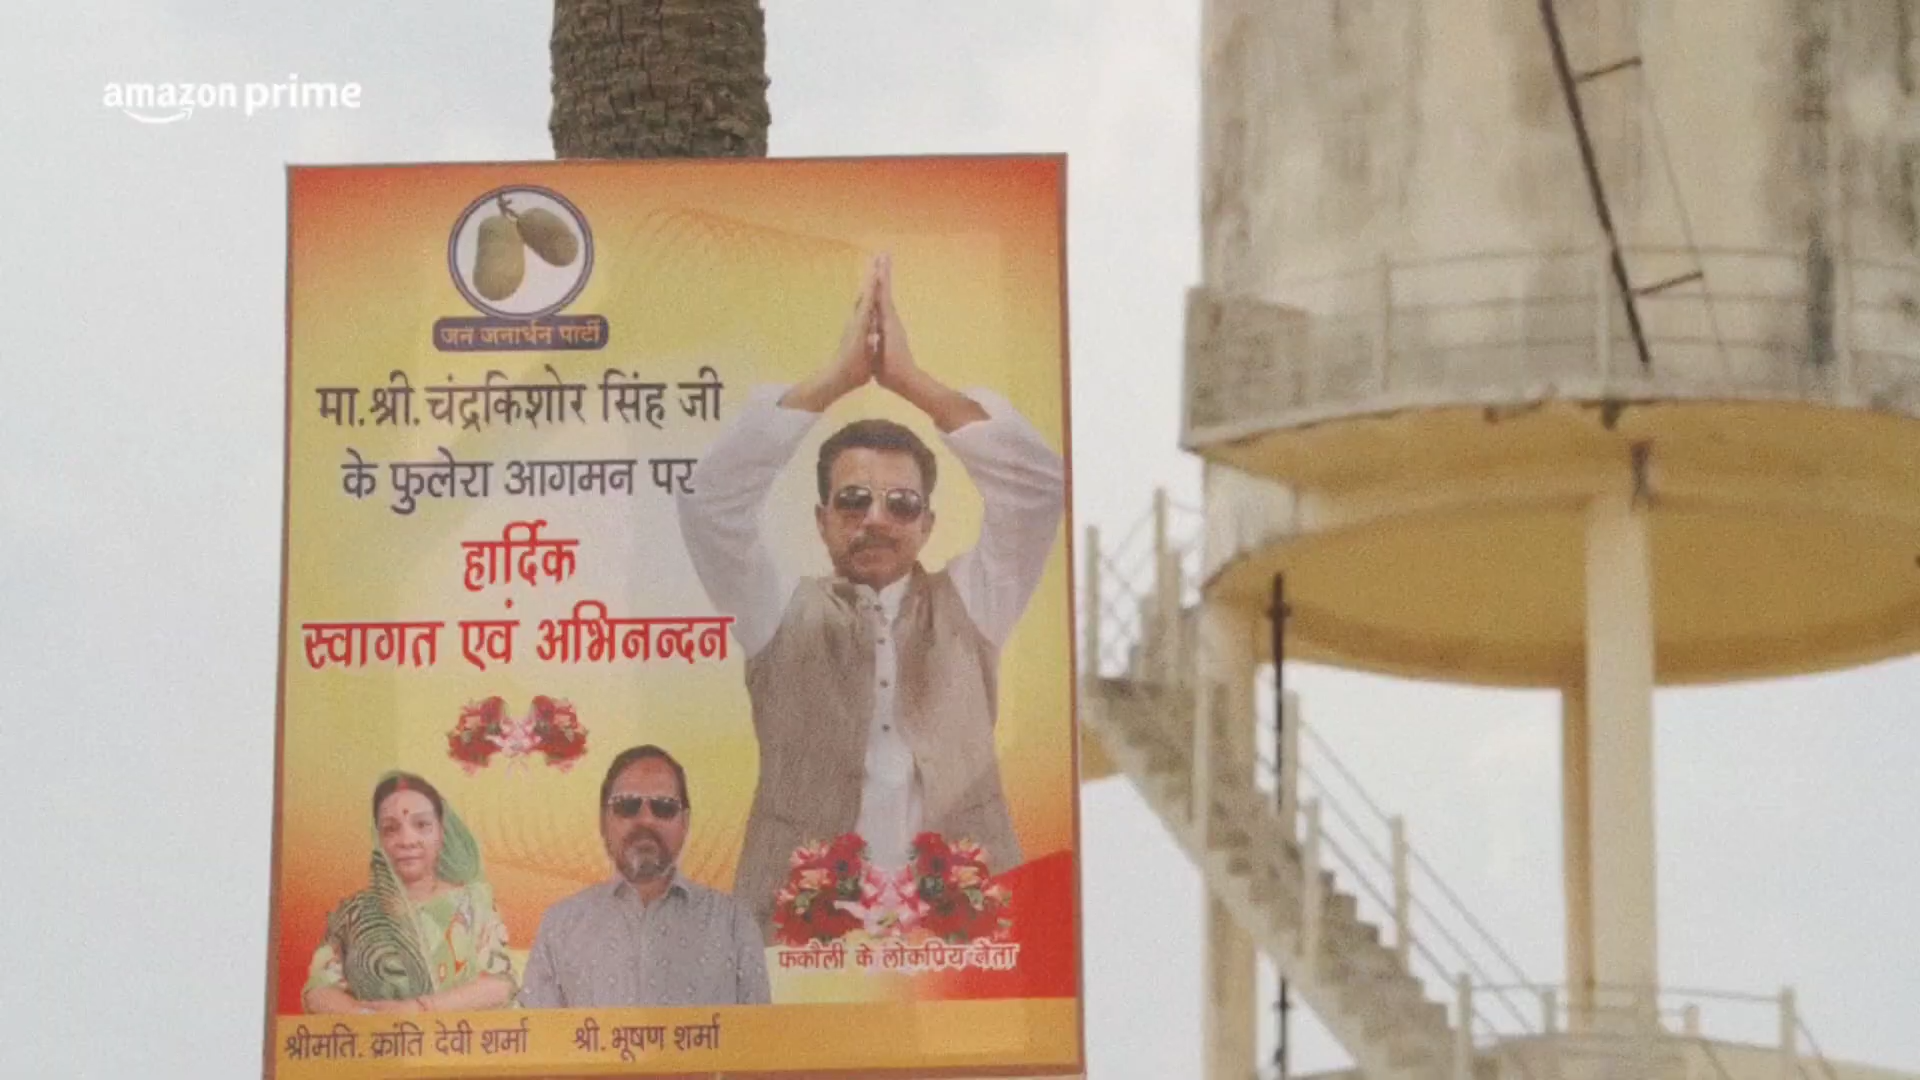 amazon prime
जन जनार्धन पार्टी
मा.श्री.चंद्रकिशोर सिंह जी
के फुलेरा आगमन पर
हार्दिक
स्वागत एवं अभिनन्दन
फकौली के लोकप्रिय नेता
श्रीमति. क्रांति देवी शर्मा श्री. भूषण शर्मा